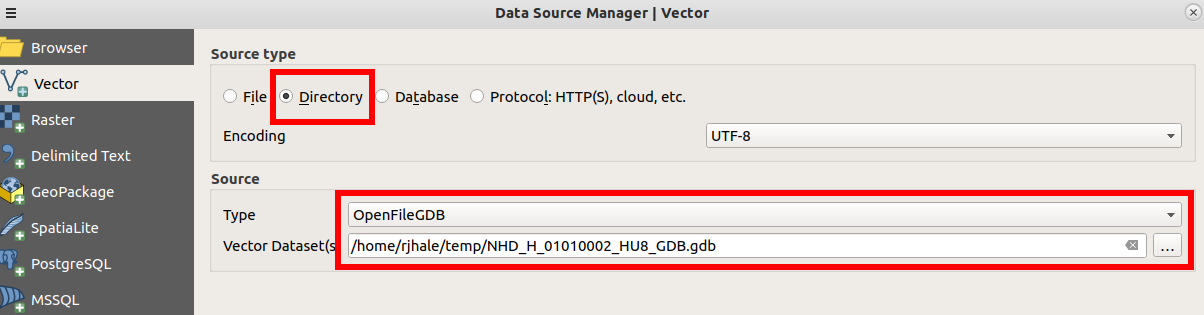 Data Source Manager | Vector
Browser
Vector
Raster
Delimited Text
GeoPackage
SpatiaLite
PostgreSQL
MSSQL
Source type
File Directory Database Protocol: HTTP(S), cloud, etc.
Encoding UTF-8
Source
Type OpenFileGDB
Vector Dataset(s /home/rjhale/temp/NHD_H_01010002_HU8_GDB.gdb ...